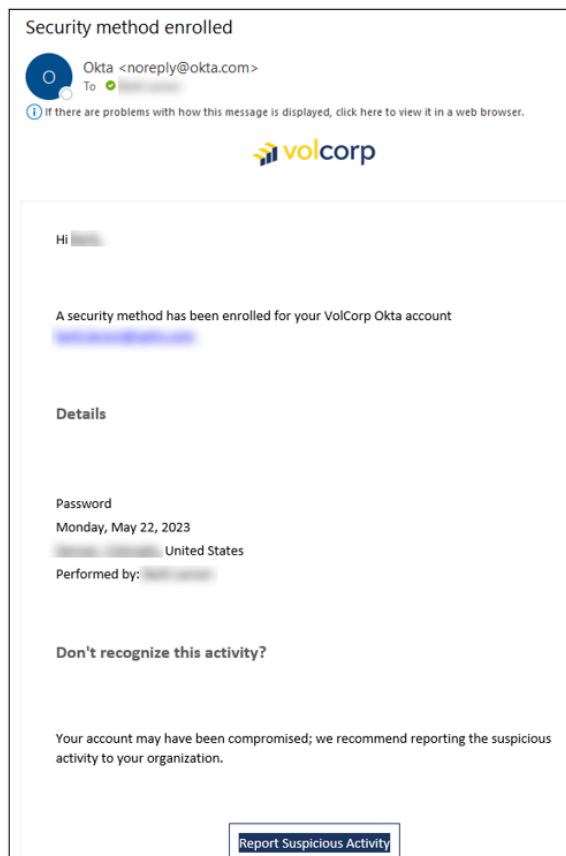 Security method enrolled
O
Okta <noreply@okta.com>
To
If there are problems with how this message is displayed, click here to view it in a web browser.
volcorp
Hi
A security method has been enrolled for your VolCorp Okta account
Details
Password
Monday, May 22, 2023
United States
Performed by:
Don't recognize this activity?
Your account may have been compromised; we recommend reporting the suspicious
activity to your organization.
Report Suspicious Activity